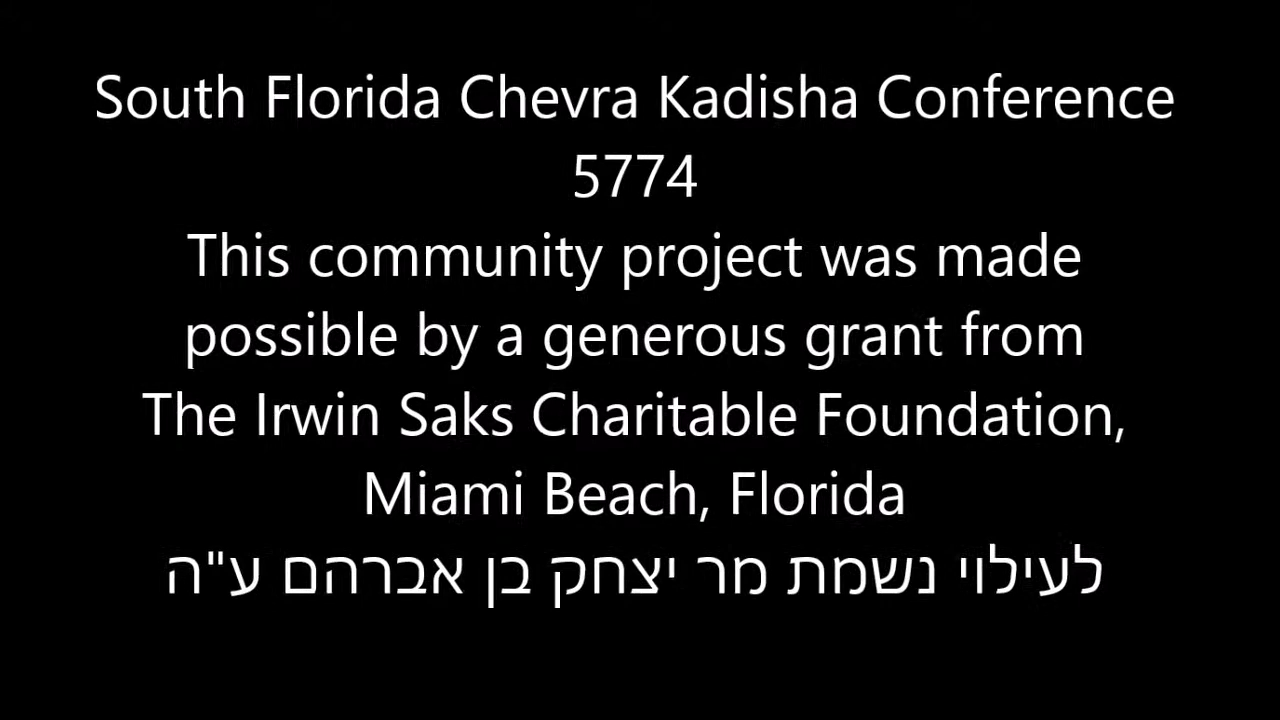 South Florida Chevra Kadisha Conference
5774
This community project was made
possible by a generous grant from
The Irwin Saks Charitable Foundation,
Miami Beach, Florida
לעילוי נשמת מר יצחק בן אברהם ע"ה